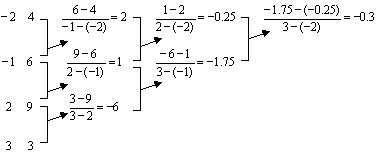 −2 4 (6−4)/(−1−(−2)) = 2 (1−2)/(2−(−2)) = −0.25 (−1.75−(−0.25))/(3−(−2)) = −0.3
−1 6 (9−6)/(2−(−1)) = 1 (−6−1)/(3−(−1)) = −1.75
2 9 (3−9)/(3−2) = −6
3 3